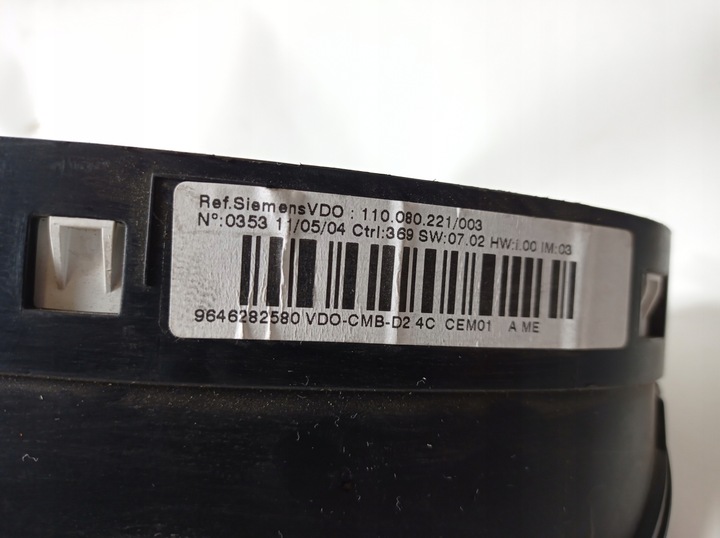 Ref.SiemensVDO : 110.080.221/003
N°:0353 11/05/04 Ctrl:369 SW:07.02 HW:I.00 IM:03
9646282580 VDO-CMB-D2 4C CEM01 A ME